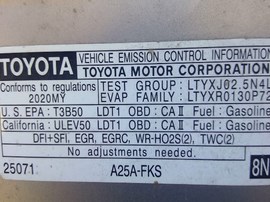 VEHICLE EMISSION CONTROL INFORMATION
TOYOTA TOYOTA MOTOR CORPORATION
Conforms to regulations TEST GROUP: LTYXJ02.5N4L
2020MY EVAP FAMILY: LTYXR0130P72
U.S. EPA: T3B50 LDT1 OBD: CA II Fuel: Gasoline
California: ULEV50 LDT1 OBD: CA II Fuel: Gasoline
DFI+SFI, EGR, EGRC, WR-HO2S(2), TWC(2)
No adjustments needed.
25071 A25A-FKS 8N